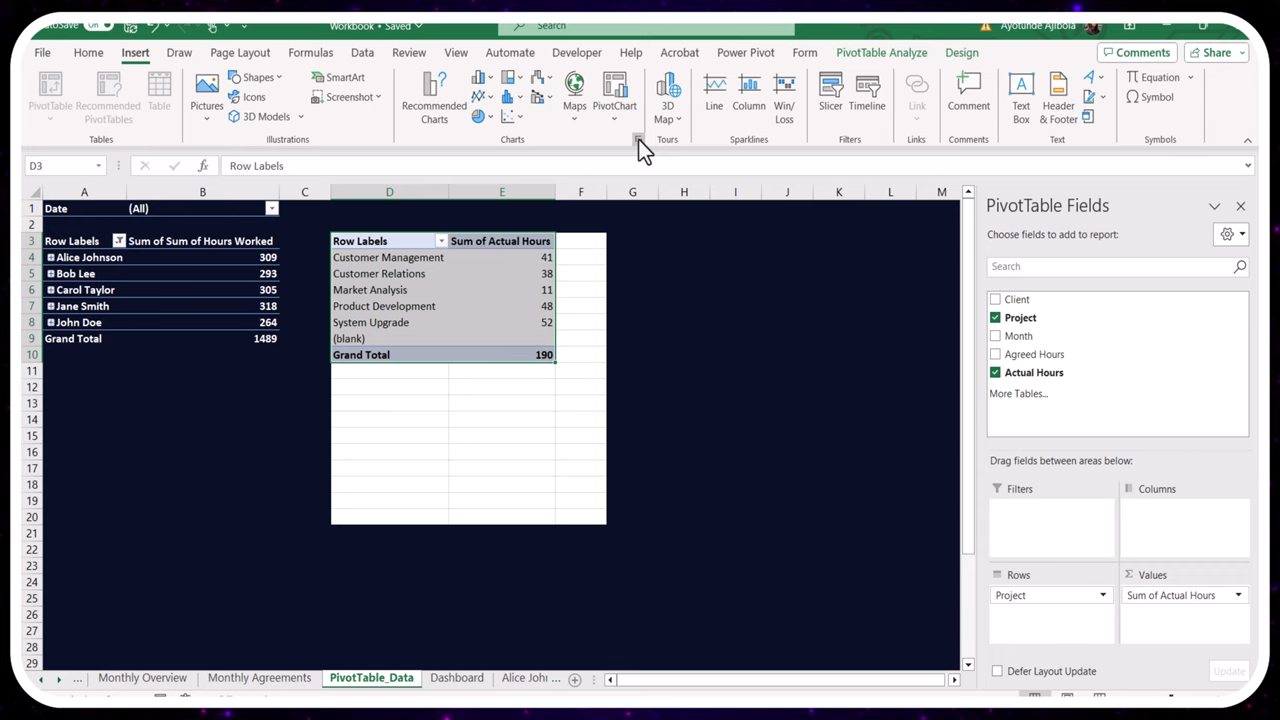 AutoSave On Workbook • Saved Search Ayotunde Ajibola
File Home Insert Draw Page Layout Formulas Data Review View Automate Developer Help Acrobat Power Pivot Form PivotTable Analyze Design Comments Share
PivotTable Recommended PivotTables Table
Pictures Shapes Icons 3D Models SmartArt Screenshot
Recommended Charts Maps PivotChart 3D Map
Line Column Win/Loss Slicer Timeline Link Comment
Text Box Header & Footer Equation Symbol
Tables Illustrations Charts Tours Sparklines Filters Links Comments Text Symbols
D3 fx Row Labels
A B C D E F G H I J K L M
1 Date (All)
2
3 Row Labels Sum of Sum of Hours Worked Row Labels Sum of Actual Hours
4 Alice Johnson 309 Customer Management 41
5 Bob Lee 293 Customer Relations 38
6 Carol Taylor 305 Market Analysis 11
7 Jane Smith 318 Product Development 48
8 John Doe 264 System Upgrade 52
9 Grand Total 1489 (blank)
10 Grand Total 190
11
12
13
14
15
16
17
18
19
20
21
22
23
24
25
26
27
28
29
PivotTable Fields
Choose fields to add to report:
Search
Client
Project
Month
Agreed Hours
Actual Hours
More Tables...
Drag fields between areas below:
Filters Columns
Rows Σ Values
Project Sum of Actual Hours
Defer Layout Update Update
... Monthly Overview Monthly Agreements PivotTable_Data Dashboard Alice Joh ...